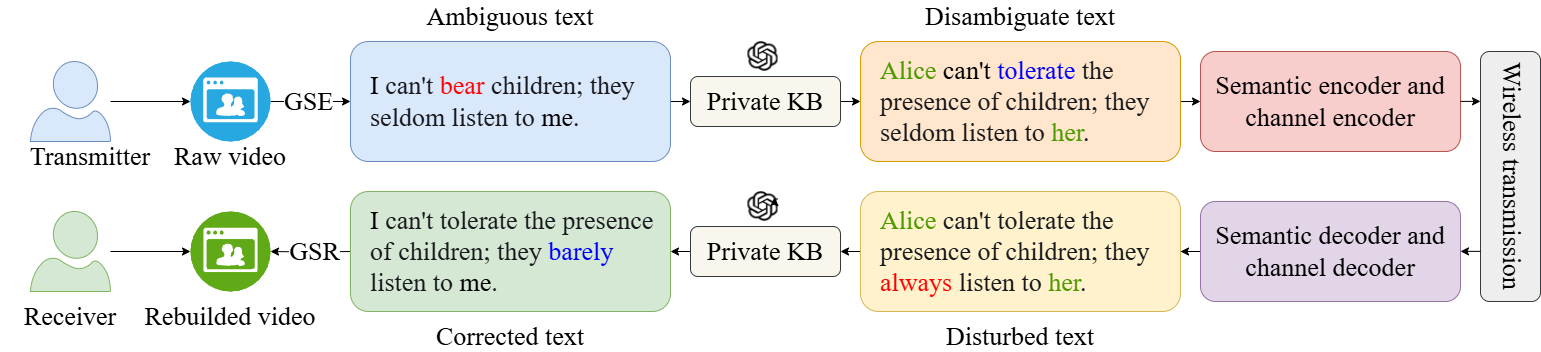 Ambiguous text
Disambiguate text
Transmitter
Raw video
GSE
I can't bear children; they
seldom listen to me.
Private KB
Alice can't tolerate the
presence of children; they
seldom listen to her.
Semantic encoder and
channel encoder
Wireless transmission
Receiver
Rebuilded video
GSR
I can't tolerate the presence
of children; they barely
listen to me.
Private KB
Alice can't tolerate the
presence of children; they
always listen to her.
Semantic decoder and
channel decoder
Corrected text
Disturbed text